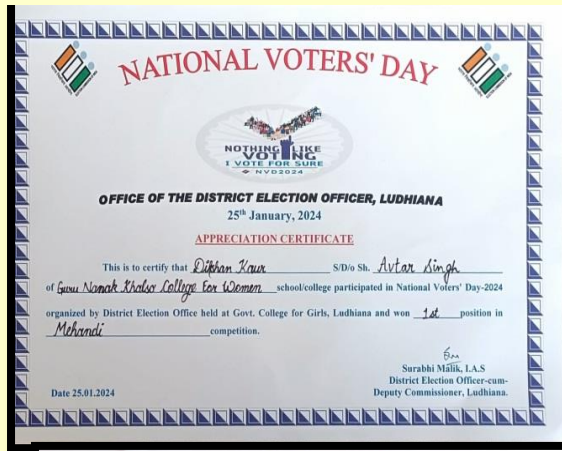 NATIONAL VOTERS' DAY
NOTHING LIKE
VOTING
I VOTE FOR SURE
NVD2024
OFFICE OF THE DISTRICT ELECTION OFFICER, LUDHIANA
25th January, 2024
APPRECIATION CERTIFICATE
This is to certify that Dikhan Kaur S/D/o Sh. Avtar Singh
of Guru Nanak Khalsa College For Women school/college participated in National Voters' Day-2024
organized by District Election Office held at Govt. College for Girls, Ludhiana and won 1st position in
Mehandi competition.
Surabhi Malik, I.A.S
District Election Officer-cum-
Date 25.01.2024 Deputy Commissioner, Ludhiana.